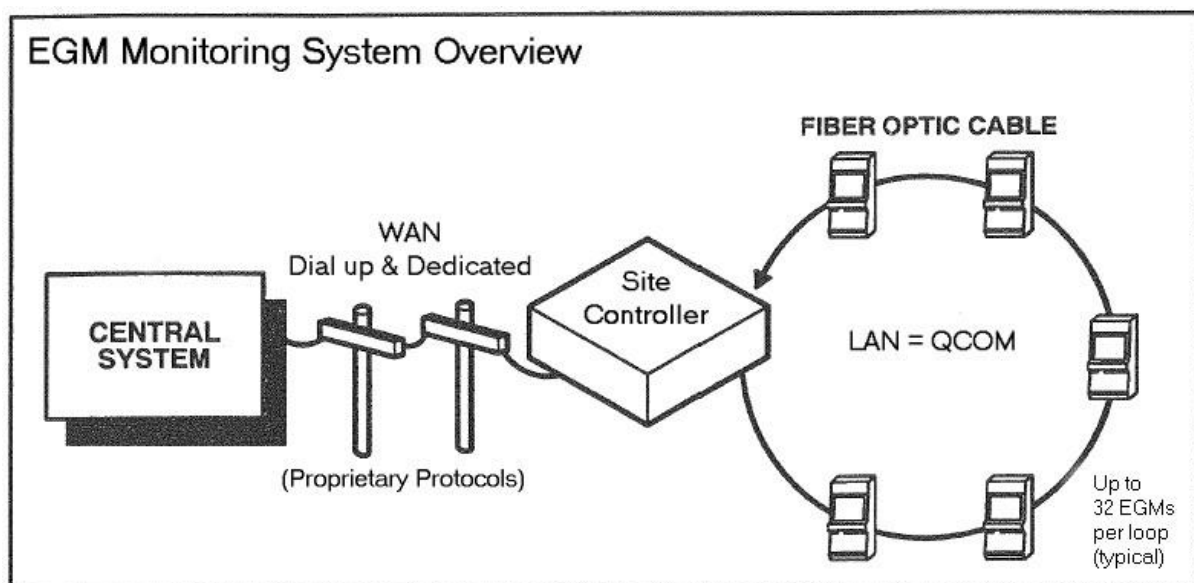 EGM Monitoring System Overview
FIBER OPTIC CABLE
WAN
Dial up & Dedicated
CENTRAL
SYSTEM
(Proprietary Protocols)
Site
Controller
LAN = QCOM
Up to
32 EGMs
per loop
(typical)